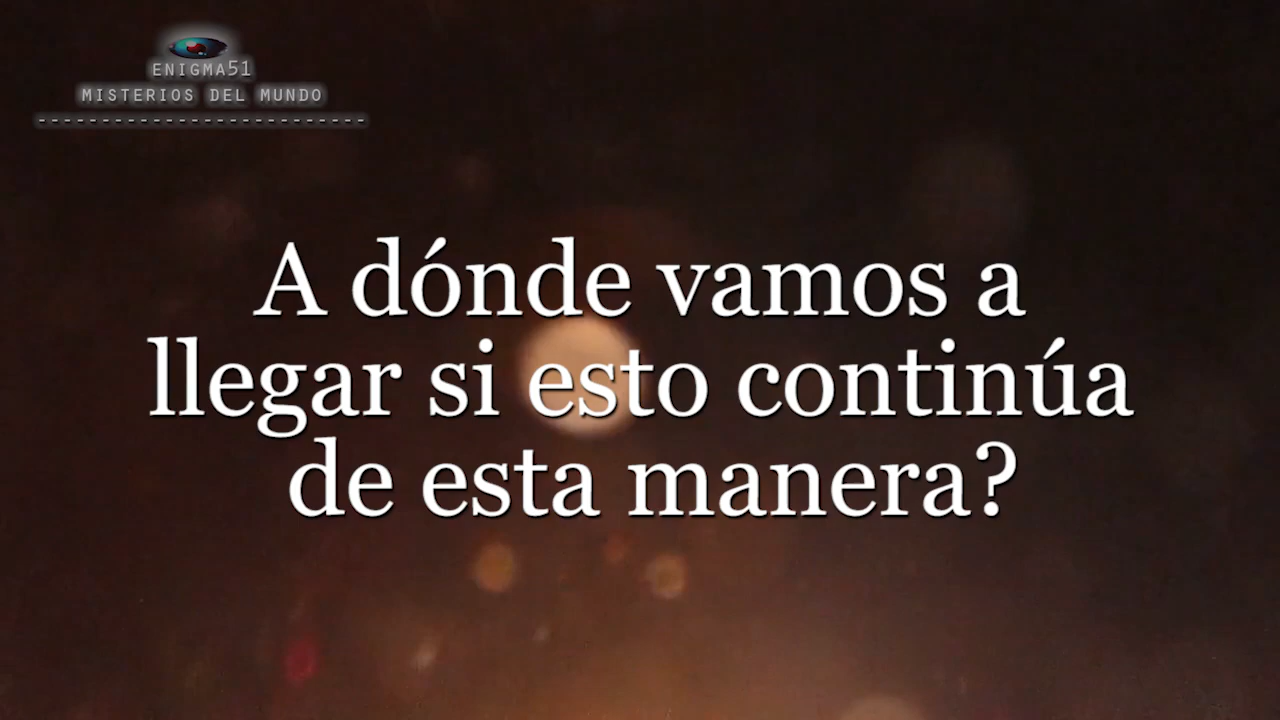 ENIGMA51
MISTERIOS DEL MUNDO
--------------------------
A dónde vamos a
llegar si esto continúa
de esta manera?